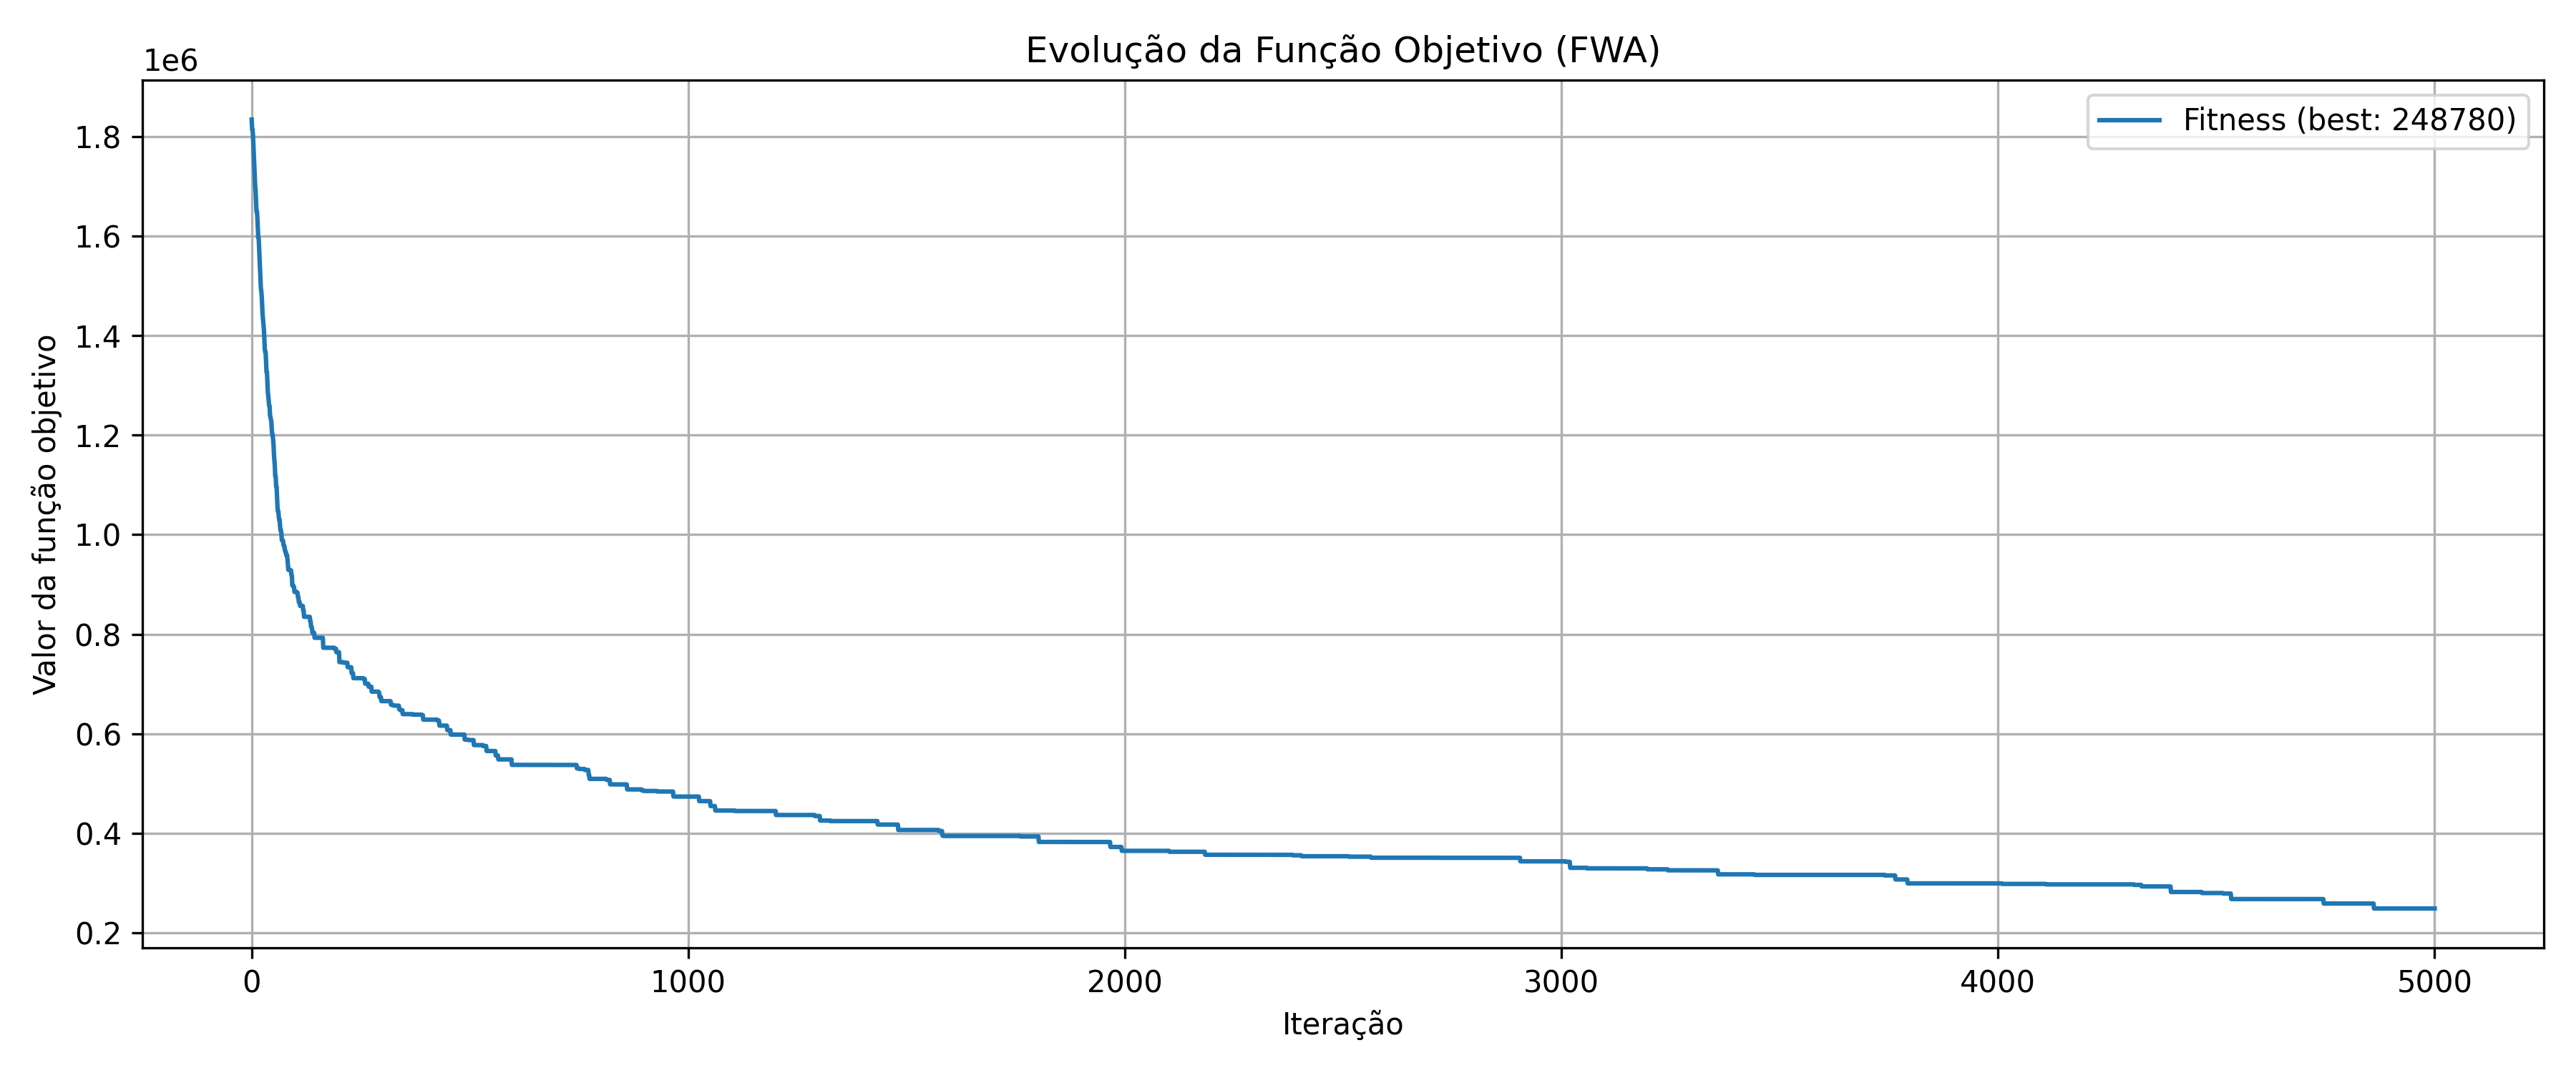 Evolução da Função Objetivo (FWA)
1e6
Fitness (best: 248780)
1.8
1.6
1.4
1.2
1.0
0.8
0.6
0.4
0.2
Valor da função objetivo
0 1000 2000 3000 4000 5000
Iteração